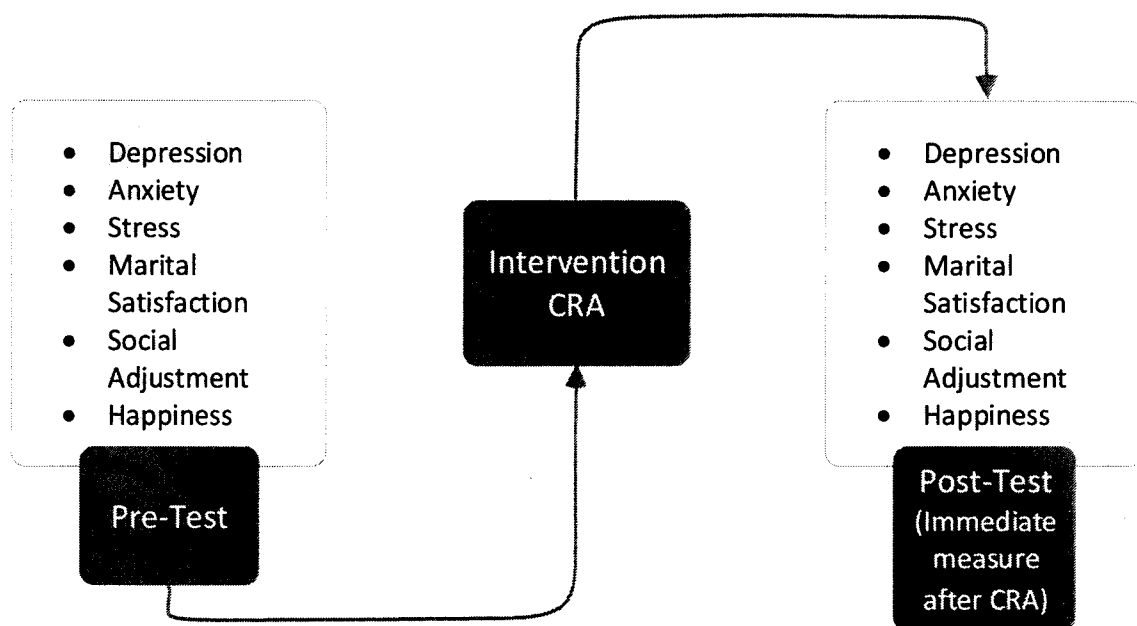 • Depression
• Anxiety
• Stress
• Marital
Satisfaction
• Social
Adjustment
• Happiness
Pre-Test
Intervention
CRA
• Depression
• Anxiety
• Stress
• Marital
Satisfaction
• Social
Adjustment
• Happiness
Post-Test
(Immediate
measure
after CRA)